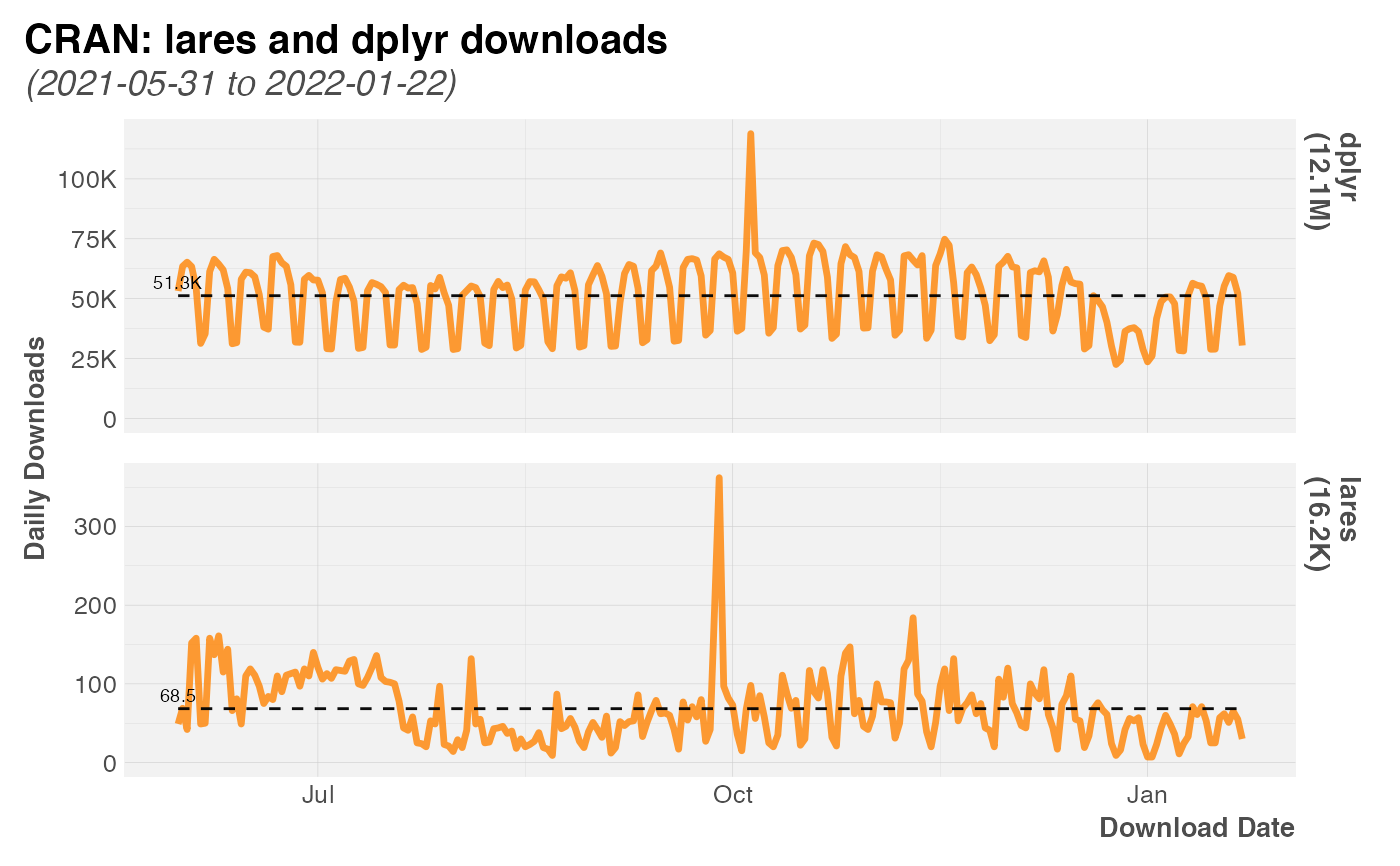 CRAN: lares and dplyr downloads
(2021-05-31 to 2022-01-22)
Dailly Downloads
100K
75K
50K
25K
0
51.3K
dplyr
(12.1M)
300
200
100
0
68.5
lares
(16.2K)
Jul
Oct
Jan
Download Date